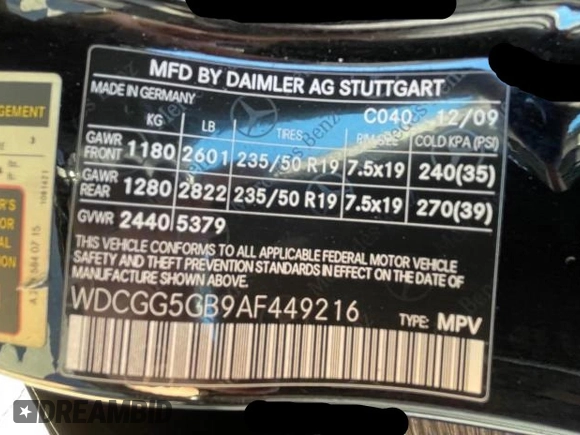 MFD BY DAIMLER AG STUTTGART
MADE IN GERMANY
C040 12/09
KG LB TIRES RIM SIZE COLD KPA (PSI)
GAWR FRONT 1180 2601 235/50 R19 7.5x19 240(35)
GAWR REAR 1280 2822 235/50 R19 7.5x19 270(39)
GVWR 2440 5379
THIS VEHICLE CONFORMS TO ALL APPLICABLE FEDERAL MOTOR VEHICLE
SAFETY AND THEFT PREVENTION STANDARDS IN EFFECT ON THE DATE OF
MANUFACTURE SHOWN ABOVE.
WDCGG5GB9AF449216
TYPE: MPV
DREAMBID